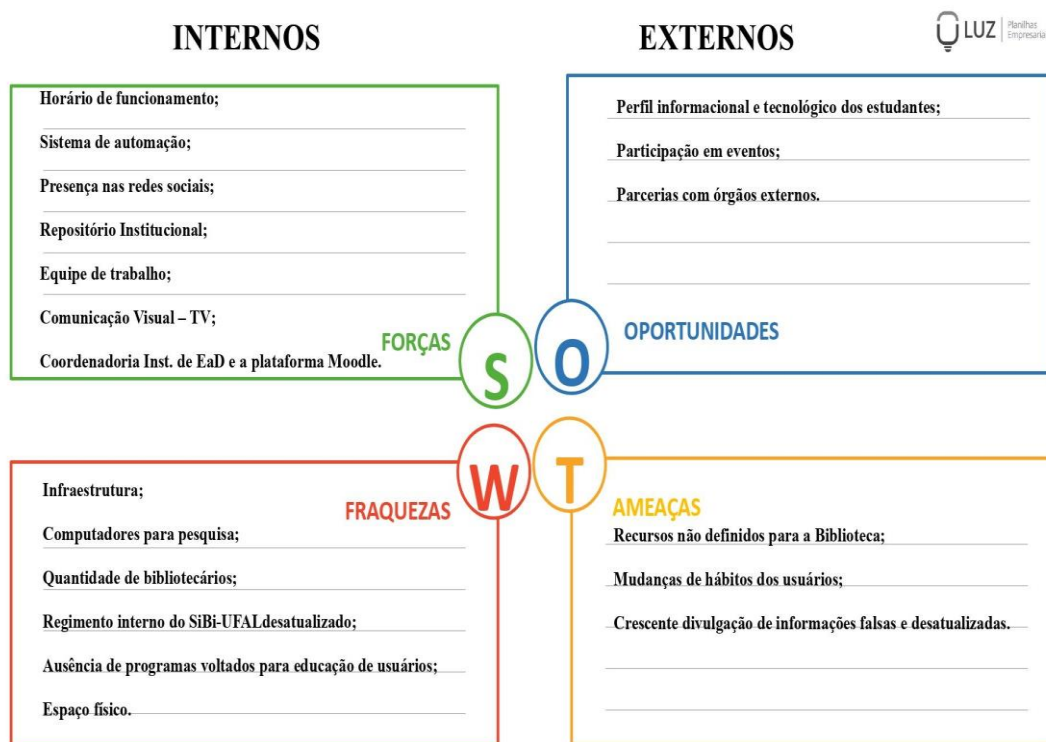 INTERNOS
EXTERNOS
LUZ
Planilhas
Empresariais
Horário de funcionamento;
Sistema de automação;
Presença nas redes sociais;
Repositório Institucional;
Equipe de trabalho;
Comunicação Visual – TV;
Coordenadoria Inst. de EaD e a plataforma Moodle.
FORÇAS
S
Perfil informacional e tecnológico dos estudantes;
Participação em eventos;
Parcerias com órgãos externos.
O
OPORTUNIDADES
Infraestrutura;
Computadores para pesquisa;
Quantidade de bibliotecários;
Regimento interno do SiBi-UFALdesatualizado;
Ausência de programas voltados para educação de usuários;
Espaço físico.
FRAQUEZAS
W
T
AMEAÇAS
Recursos não definidos para a Biblioteca;
Mudanças de hábitos dos usuários;
Crescente divulgação de informações falsas e desatualizadas.